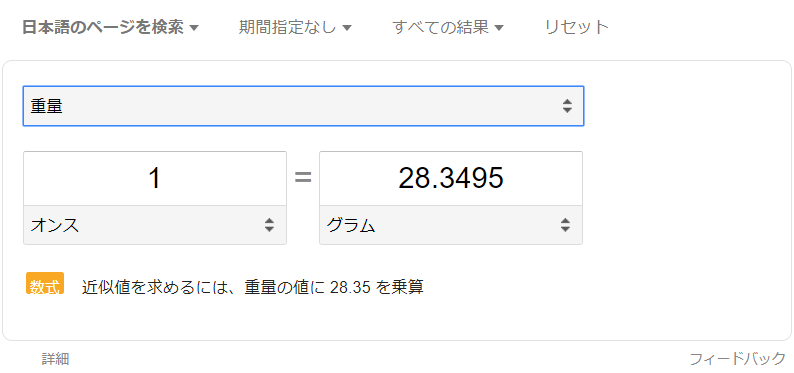 日本語のページを検索 期間指定なし すべての結果 リセット
重量
1 = 28.3495
オンス グラム
数式 近似値を求めるには、重量の値に 28.35 を乗算
詳細 フィードバック